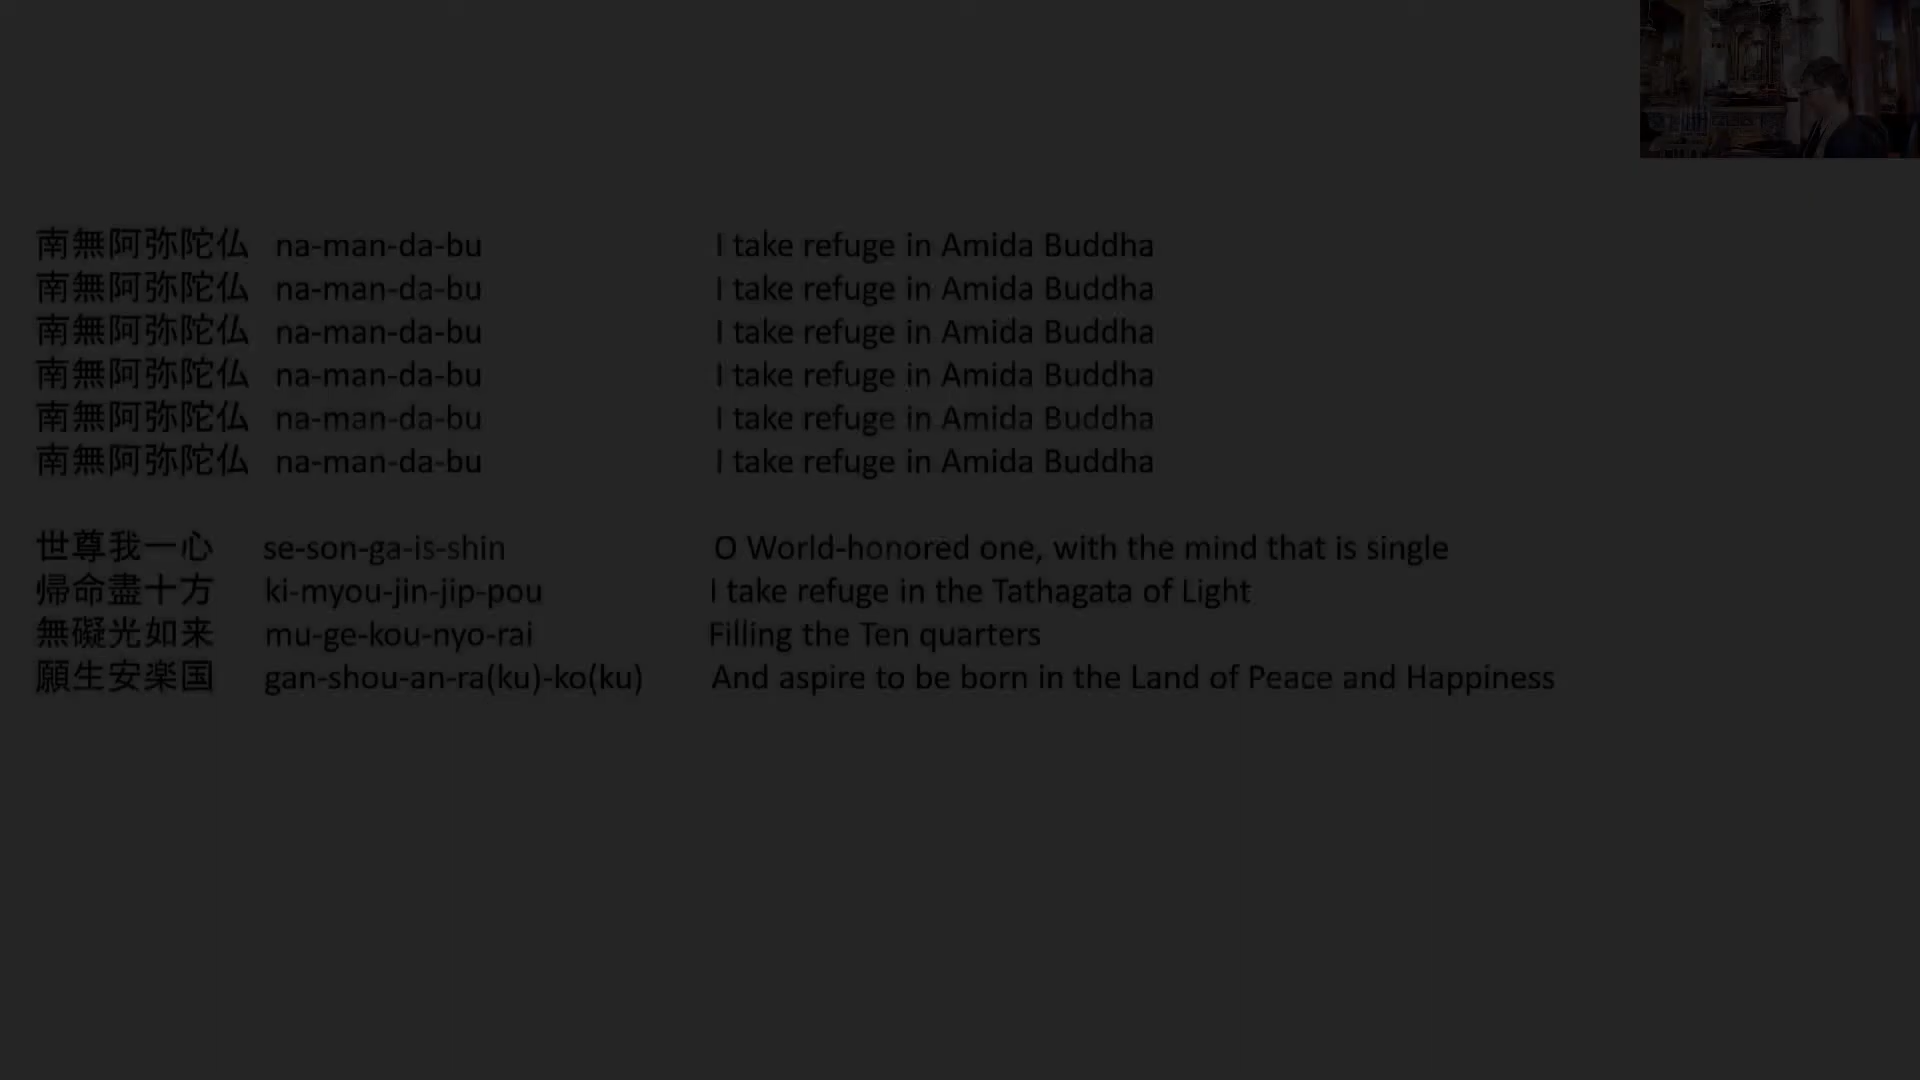 南無阿弥陀仏 na-man-da-bu I take refuge in Amida Buddha
南無阿弥陀仏 na-man-da-bu I take refuge in Amida Buddha
南無阿弥陀仏 na-man-da-bu I take refuge in Amida Buddha
南無阿弥陀仏 na-man-da-bu I take refuge in Amida Buddha
南無阿弥陀仏 na-man-da-bu I take refuge in Amida Buddha
南無阿弥陀仏 na-man-da-bu I take refuge in Amida Buddha
世尊我一心 se-son-ga-is-shin O World-honored one, with the mind that is single
帰命盡十方 ki-myou-jin-jip-pou I take refuge in the Tathagata of Light
無礙光如来 mu-ge-kou-nyo-rai Filling the Ten quarters
願生安楽国 gan-shou-an-ra(ku)-ko(ku) And aspire to be born in the Land of Peace and Happiness